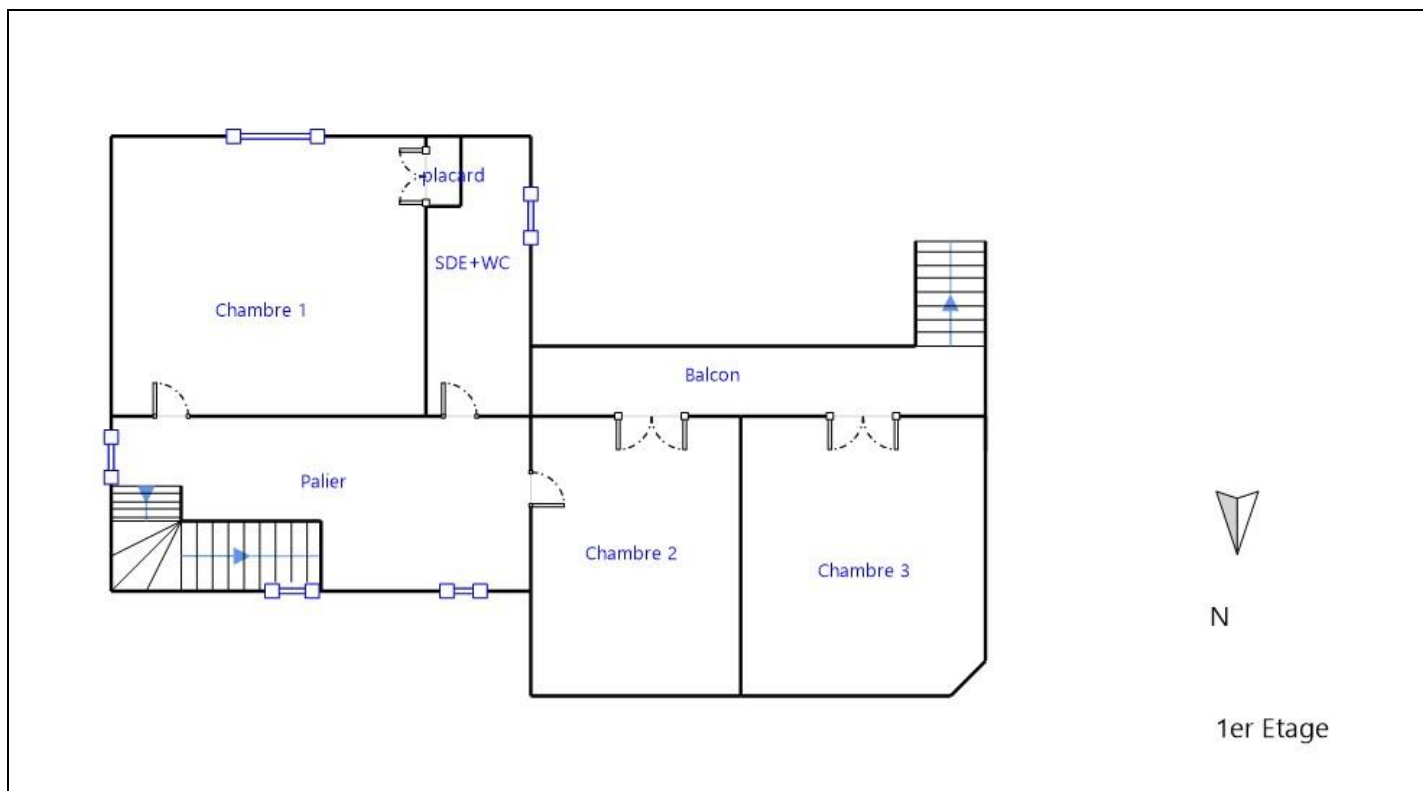 placard
SDE+WC
Chambre 1
Balcon
Palier
Chambre 2
Chambre 3
N
1er Etage